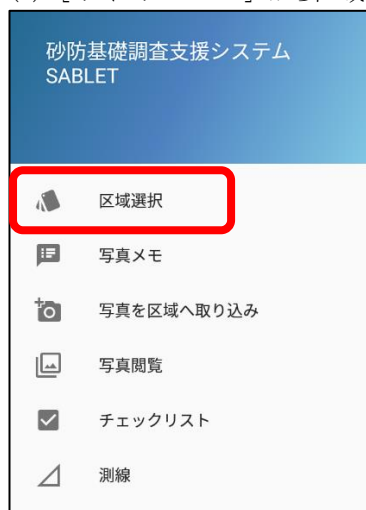 砂防基礎調査支援システム
SABLET
区域選択
写真メモ
写真を区域へ取り込み
写真閲覧
チェックリスト
測線